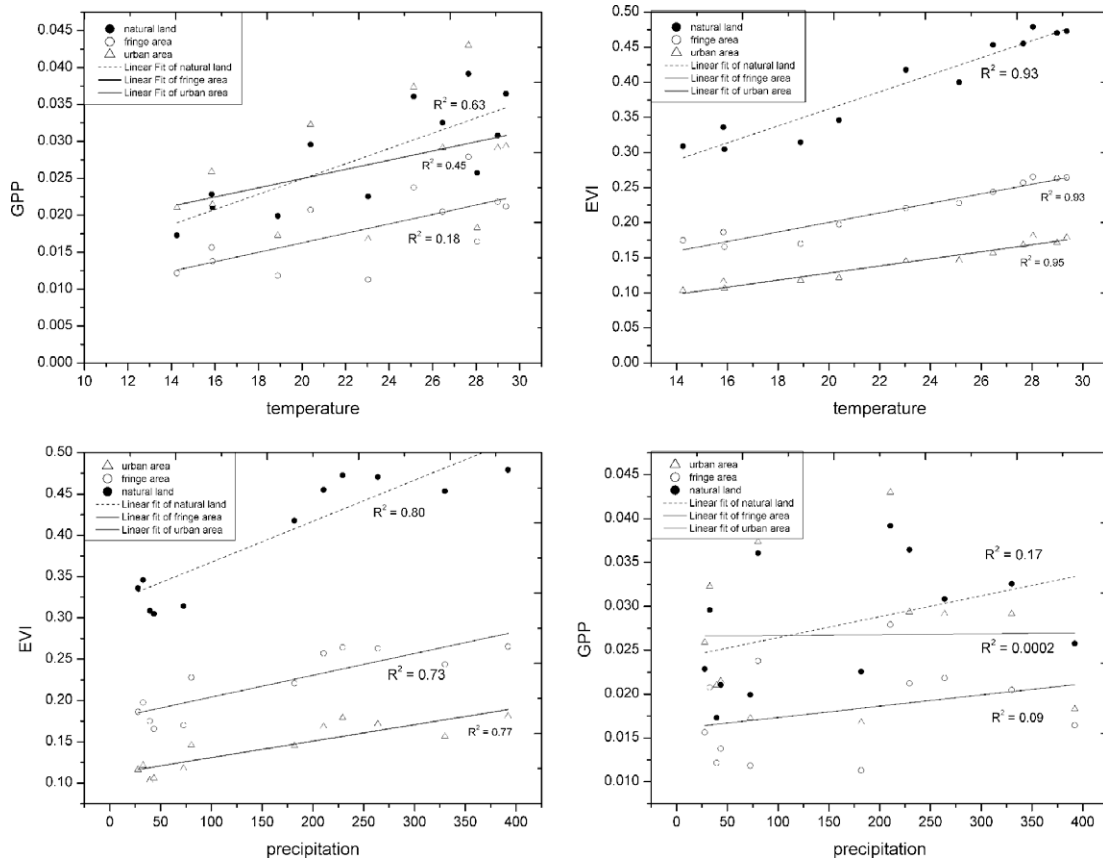 0.045
0.040
0.035
0.030
0.025
0.020
0.015
0.010
0.005
0.000
GPP
natural land
fringe area
urban area
Linear Fit of natural land
Linear Fit of fringe area
Linear Fit of urban area
R² = 0.63
R² = 0.45
R² = 0.18
10 12 14 16 18 20 22 24 26 28 30
temperature
0.50
0.45
0.40
0.35
0.30
0.25
0.20
0.15
0.10
0.05
0.00
EVI
natural land
fringe area
urban area
Linear fit of natural land
Linear fit of fringe area
Linear fit of urban area
R² = 0.93
R² = 0.93
R² = 0.95
14 16 18 20 22 24 26 28 30
temperature
0.50
0.45
0.40
0.35
0.30
0.25
0.20
0.15
0.10
EVI
urban area
fringe area
natural land
Linear fit of natural land
Linear fit of fringe area
Linaer fit of urban area
R² = 0.80
R² = 0.73
R² = 0.77
0 50 100 150 200 250 300 350 400
precipitation
0.045
0.040
0.035
0.030
0.025
0.020
0.015
0.010
GPP
urban area
fringe area
natural land
Linear fit of natural land
Linear fit of fringe area
Linear fit of urban area
R² = 0.17
R² = 0.0002
R² = 0.09
0 50 100 150 200 250 300 350 400
precipitation